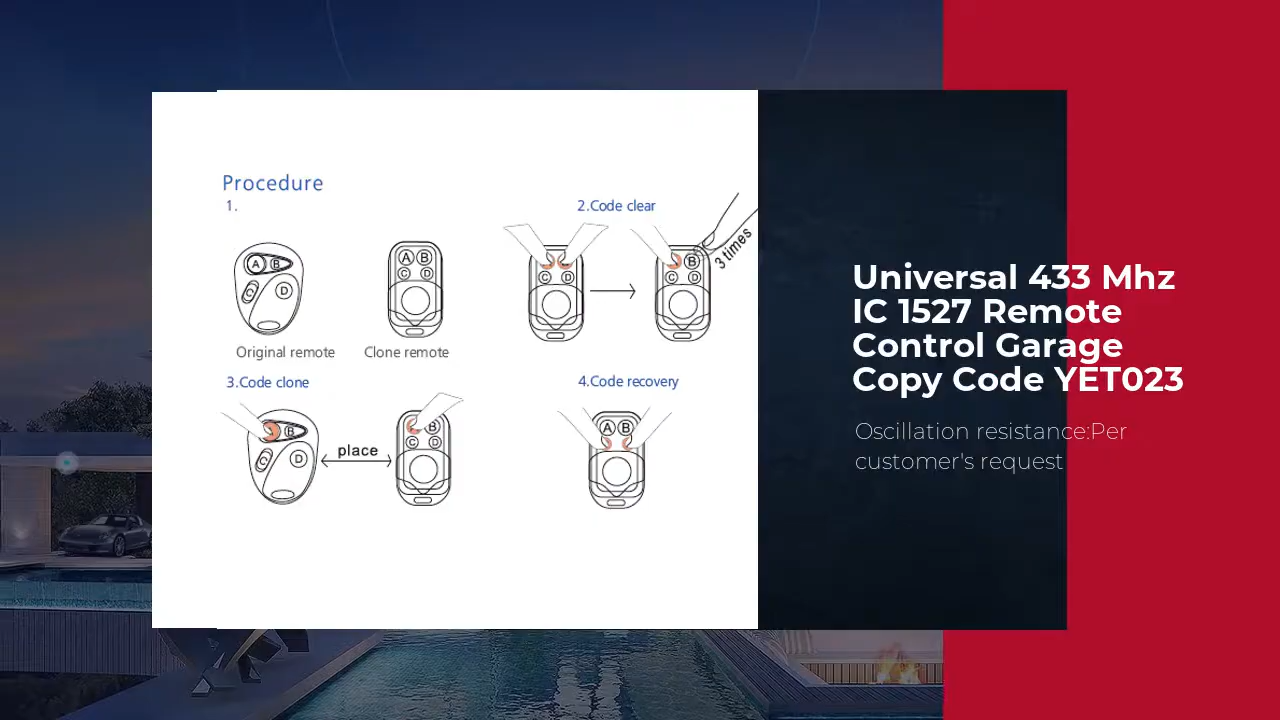 Procedure
1.
2.Code clear
A B
D
A B
C D
C D
B
C D
3 times
Original remote
Clone remote
3.Code clone
4.Code recovery
B
D
place
B
C D
A B
Universal 433 Mhz
IC 1527 Remote
Control Garage
Copy Code YET023
Oscillation resistance:Per
customer's request